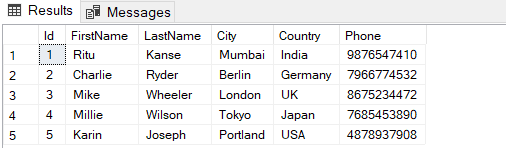 Results Messages
Id FirstName LastName City Country Phone
1 1 Ritu Kanse Mumbai India 9876547410
2 2 Charlie Ryder Berlin Germany 7966774532
3 3 Mike Wheeler London UK 8675234472
4 4 Millie Wilson Tokyo Japan 7685453890
5 5 Karin Joseph Portland USA 4878937908